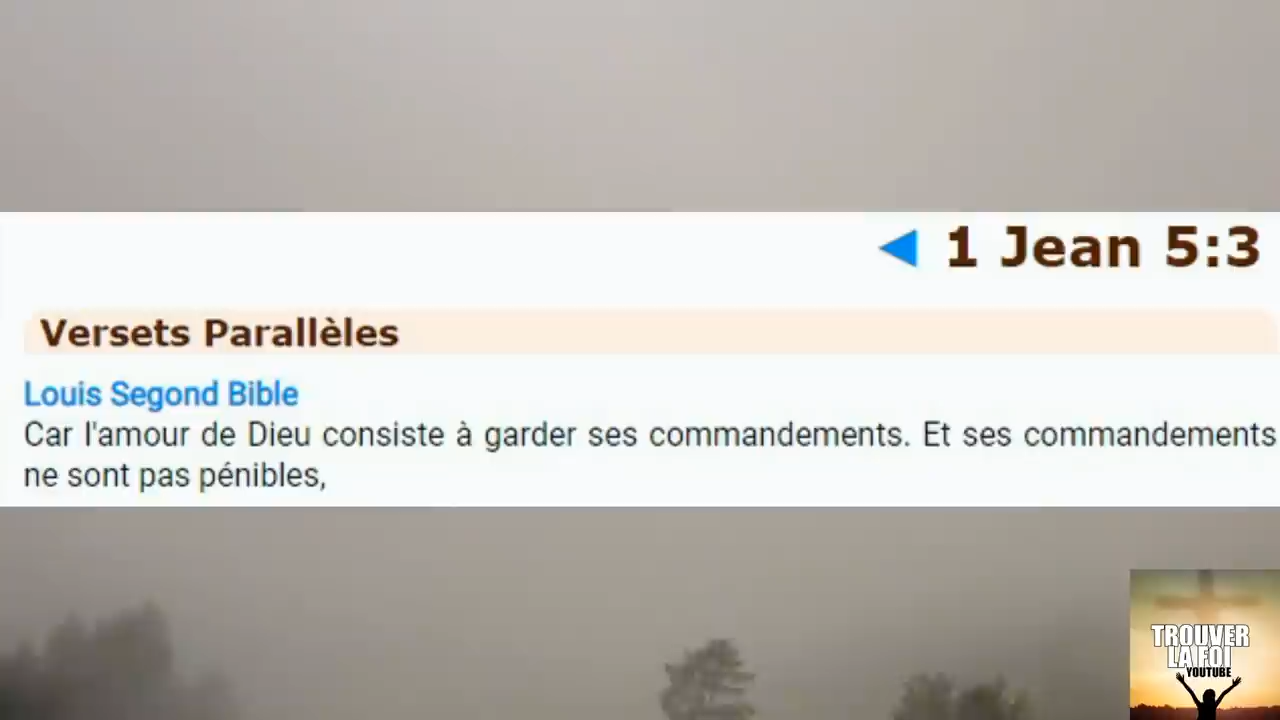 ◀ 1 Jean 5:3
Versets Parallèles
Louis Segond Bible
Car l'amour de Dieu consiste à garder ses commandements. Et ses commandements
ne sont pas pénibles,
TROUVER
LA FOI
YOUTUBE